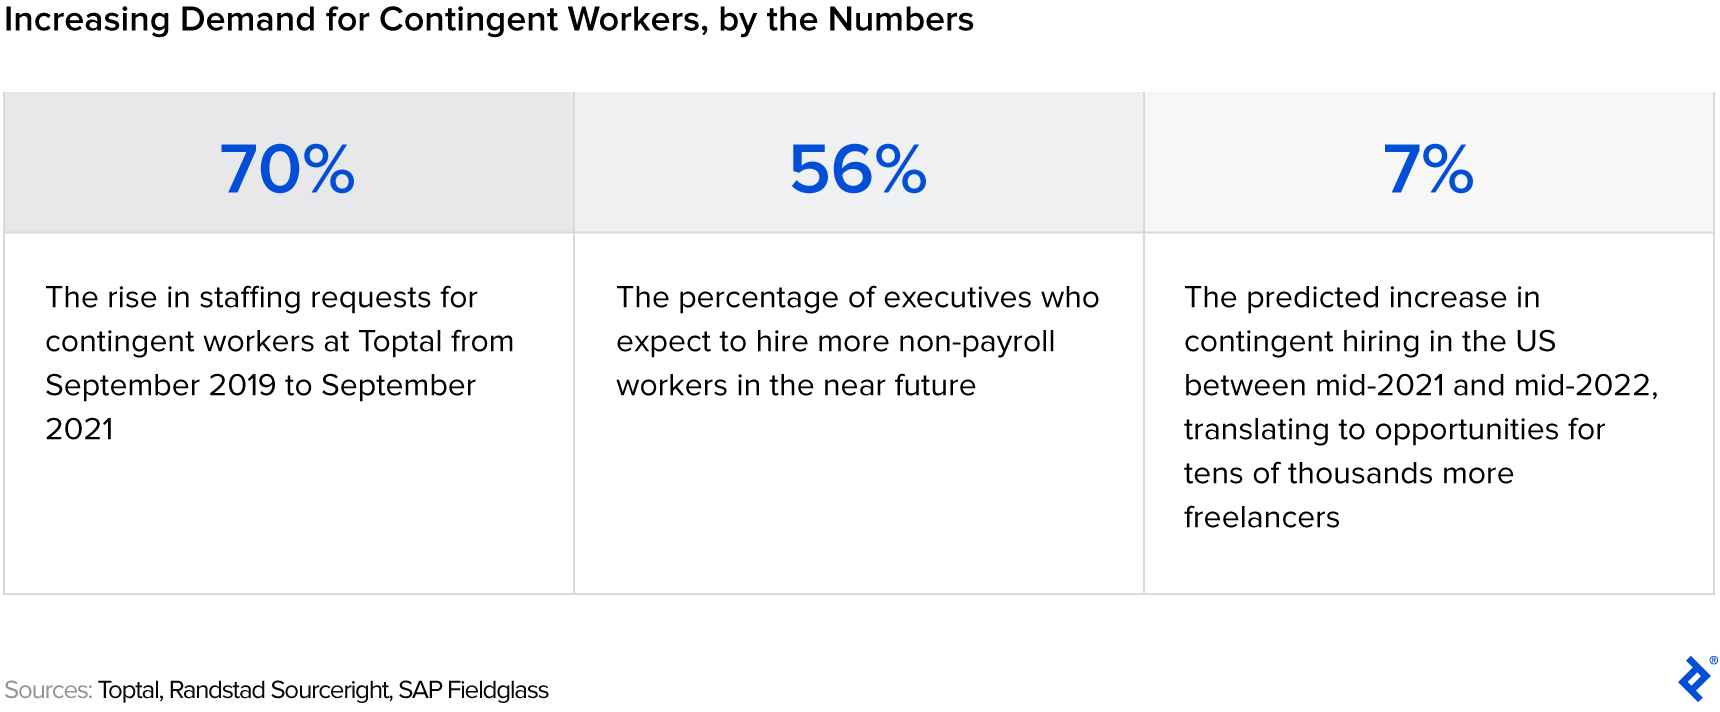 Increasing Demand for Contingent Workers, by the Numbers
70%
56%
7%
The rise in staffing requests for
contingent workers at Toptal from
September 2019 to September
2021
The percentage of executives who
expect to hire more non-payroll
workers in the near future
The predicted increase in
contingent hiring in the US
between mid-2021 and mid-2022,
translating to opportunities for
tens of thousands more
freelancers
Sources: Toptal, Randstad Sourceright, SAP Fieldglass
®